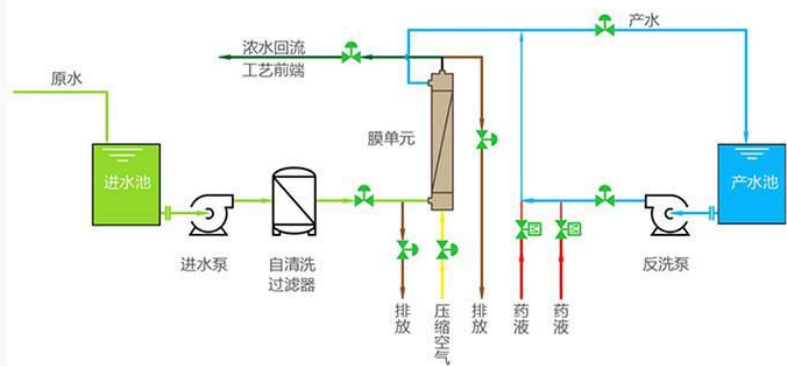 浓水回流
工艺前端
产水
原水
膜单元
进水池
产水池
进水泵
自清洗
过滤器
反洗泵
排放
压缩空气
排放
药液
药液